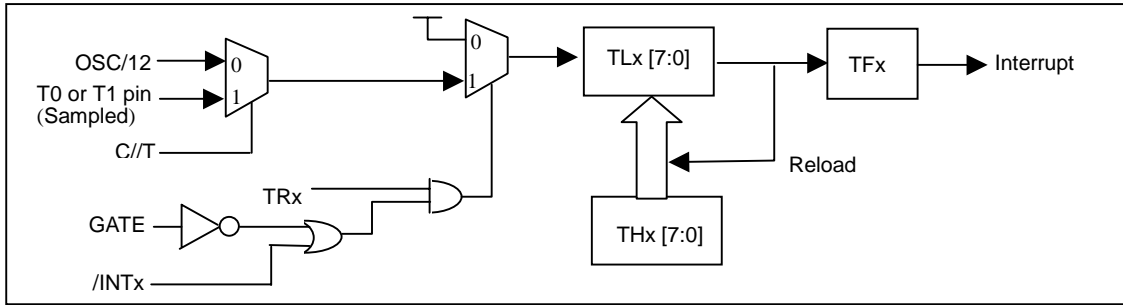 OSC/12
T0 or T1 pin
(Sampled)
C//T
0
1
0
1
TLx [7:0]
TFx
Interrupt
Reload
TRx
GATE
THx [7:0]
/INTx